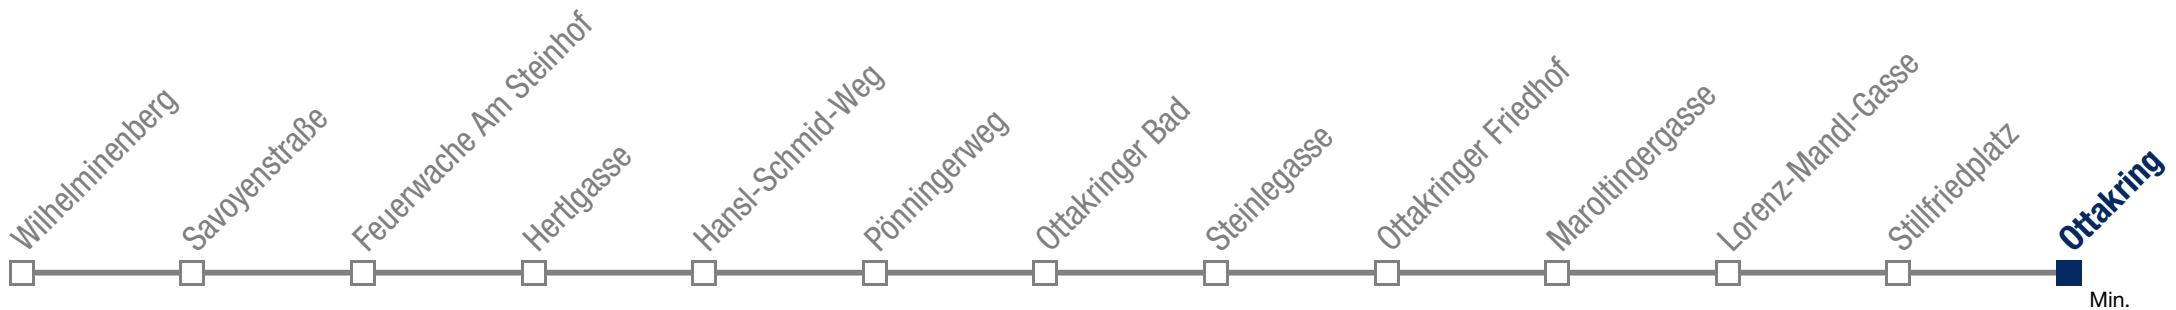 Wilhelminenberg
Savoyenstraße
Feuerwache Am Steinhof
Hertlgasse
Hansl-Schmid-Weg
Pönningerweg
Ottakringer Bad
Steinlegasse
Ottakringer Friedhof
Maroltingergasse
Lorenz-Mandl-Gasse
Stillfriedplatz
Ottakring
Min.